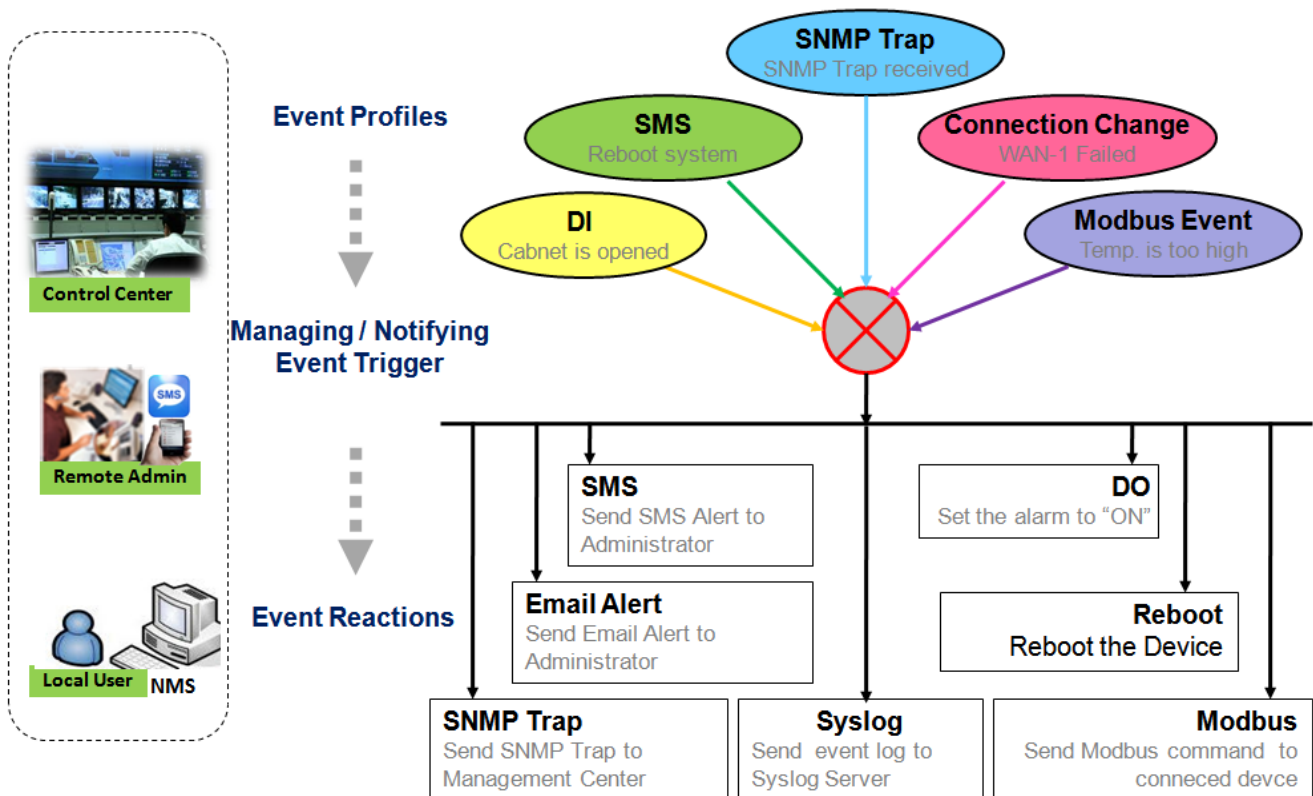 SNMP Trap
SNMP Trap received
Event Profiles
SMS
Reboot system
Connection Change
WAN-1 Failed
DI
Cabnet is opened
Modbus Event
Temp. is too high
Control Center
Managing / Notifying
Event Trigger
SMS
Remote Admin
SMS
Send SMS Alert to
Administrator
DO
Set the alarm to “ON”
Event Reactions
Email Alert
Send Email Alert to
Administrator
Reboot
Reboot the Device
Local User
NMS
SNMP Trap
Send SNMP Trap to
Management Center
Syslog
Send event log to
Syslog Server
Modbus
Send Modbus command to
conneced devce